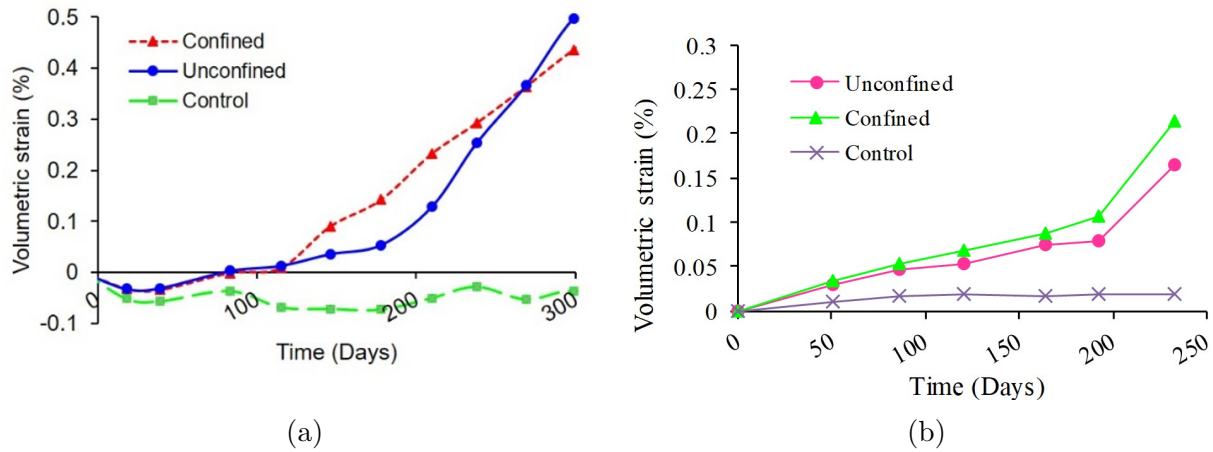 0.5
0.4
0.3
0.2
0.1
0
-0.1
Volumetric strain (%)
Confined
Unconfined
Control
0
100
200
300
Time (Days)
(a)
0.3
0.25
0.2
0.15
0.1
0.05
0
Volumetric strain (%)
Unconfined
Confined
Control
0
50
100
150
200
250
Time (Days)
(b)